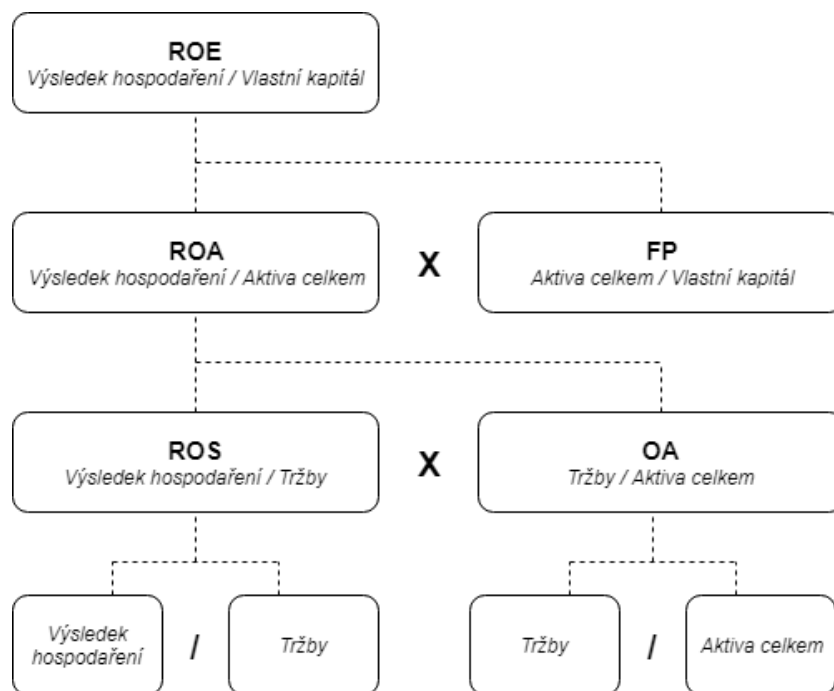 ROE
Výsledek hospodaření / Vlastní kapitál
ROA
Výsledek hospodaření / Aktiva celkem
X
FP
Aktiva celkem / Vlastní kapitál
ROS
Výsledek hospodaření / Tržby
X
OA
Tržby / Aktiva celkem
Výsledek
hospodaření
/
Tržby
Tržby
/
Aktiva celkem